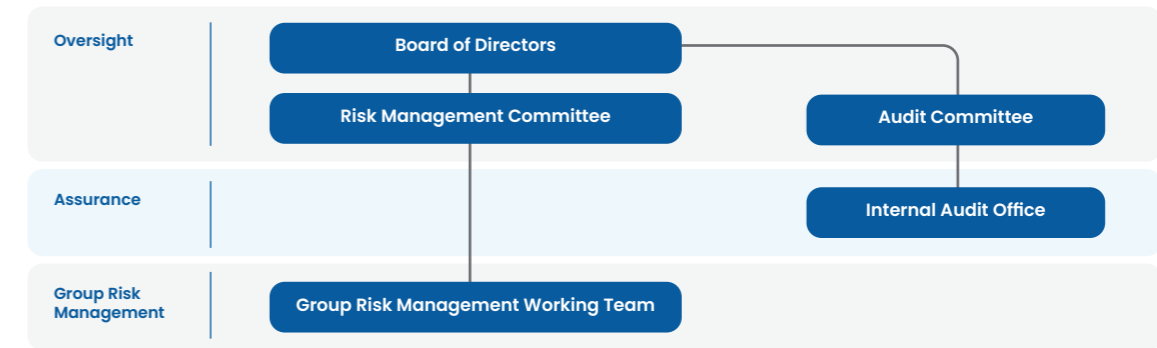 Oversight
Board of Directors
Risk Management Committee
Audit Committee
Assurance
Internal Audit Office
Group Risk
Management
Group Risk Management Working Team